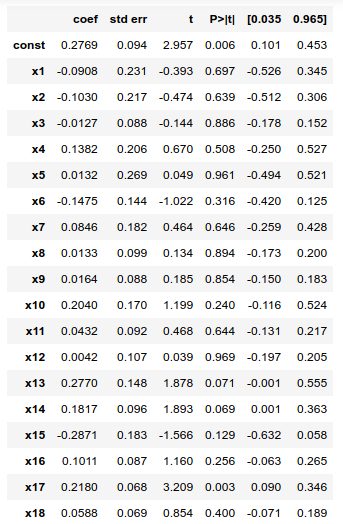 coef std err t P>|t| [0.035 0.965]
const 0.2769 0.094 2.957 0.006 0.101 0.453
x1 -0.0908 0.231 -0.393 0.697 -0.526 0.345
x2 -0.1030 0.217 -0.474 0.639 -0.512 0.306
x3 -0.0127 0.088 -0.144 0.886 -0.178 0.152
x4 0.1382 0.206 0.670 0.508 -0.250 0.527
x5 0.0132 0.269 0.049 0.961 -0.494 0.521
x6 -0.1475 0.144 -1.022 0.316 -0.420 0.125
x7 0.0846 0.182 0.464 0.646 -0.259 0.428
x8 0.0133 0.099 0.134 0.894 -0.173 0.200
x9 0.0164 0.088 0.185 0.854 -0.150 0.183
x10 0.2040 0.170 1.199 0.240 -0.116 0.524
x11 0.0432 0.092 0.468 0.644 -0.131 0.217
x12 0.0042 0.107 0.039 0.969 -0.197 0.205
x13 0.2770 0.148 1.878 0.071 -0.001 0.555
x14 0.1817 0.096 1.893 0.069 0.001 0.363
x15 -0.2871 0.183 -1.566 0.129 -0.632 0.058
x16 0.1011 0.087 1.160 0.256 -0.063 0.265
x17 0.2180 0.068 3.209 0.003 0.090 0.346
x18 0.0588 0.069 0.854 0.400 -0.071 0.189